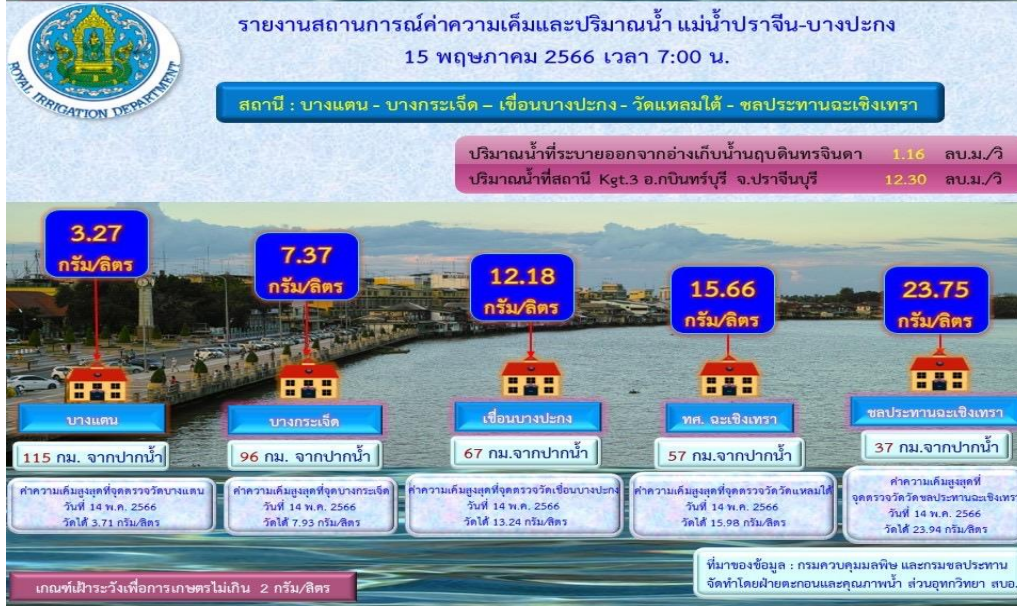 รายงานสถานการณ์ค่าความเค็มและปริมาณน้ำ แม่น้ำปราจีน-บางปะกง
15 พฤษภาคม 2566 เวลา 7:00 น.
ROYAL IRRIGATION DEPARTMENT
สถานี : บางแตน - บางกระเจ็ด – เขื่อนบางปะกง - วัดแหลมใต้ - ชลประทานฉะเชิงเทรา
ปริมาณน้ำที่ระบายออกจากอ่างเก็บน้ำนฤบดินทรจินดา 1.16 ลบ.ม./วิ
ปริมาณน้ำที่สถานี Kgt.3 อ.กบินทร์บุรี จ.ปราจีนบุรี 12.30 ลบ.ม./วิ
3.27
กรัม/ลิตร
บางแตน
115 กม. จากปากน้ำ
ค่าความเค็มสูงสุดที่จุดตรวจวัดบางแตน
วันที่ 14 พ.ค. 2566
วัดได้ 3.71 กรัม/ลิตร
7.37
กรัม/ลิตร
บางกระเจ็ด
96 กม. จากปากน้ำ
ค่าความเค็มสูงสุดที่จุดบางกระเจ็ด
วันที่ 14 พ.ค. 2566
วัดได้ 7.93 กรัม/ลิตร
12.18
กรัม/ลิตร
เขื่อนบางปะกง
67 กม.จากปากน้ำ
ค่าความเค็มสูงสุดที่จุดตรวจวัดเขื่อนบางปะกง
วันที่ 14 พ.ค. 2566
วัดได้ 13.24 กรัม/ลิตร
15.66
กรัม/ลิตร
ทศ. ฉะเชิงเทรา
57 กม.จากปากน้ำ
ค่าความเค็มสูงสุดที่จุดตรวจวัดวัดแหลมใต้
วันที่ 14 พ.ค. 2566
วัดได้ 15.98 กรัม/ลิตร
23.75
กรัม/ลิตร
ชลประทานฉะเชิงเทรา
37 กม.จากปากน้ำ
ค่าความเค็มสูงสุดที่
จุดตรวจวัดวัดชลประทานฉะเชิงเทรา
วันที่ 14 พ.ค. 2566
วัดได้ 23.94 กรัม/ลิตร
เกณฑ์เฝ้าระวังเพื่อการเกษตรไม่เกิน 2 กรัม/ลิตร
ที่มาของข้อมูล : กรมควบคุมมลพิษ และกรมชลประทาน
จัดทำโดยฝ่ายตะกอนและคุณภาพน้ำ ส่วนอุทกวิทยา สบอ.